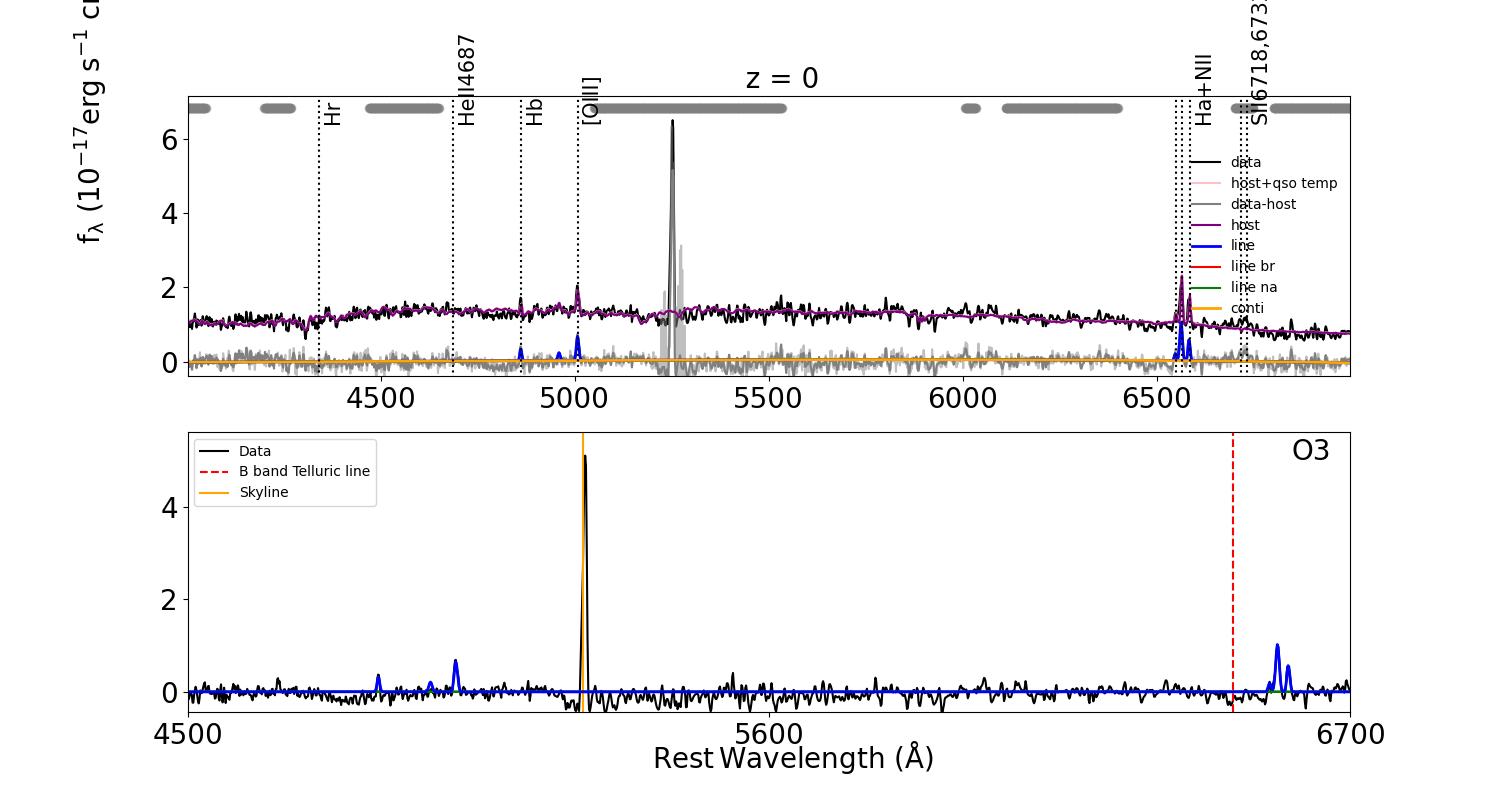 z = 0
fλ (10⁻¹⁷erg s⁻¹
Hr
HeII4687
Hb
[OIII]
Ha+NII
SII6718,673
6
4
2
0
data
host+qso temp
data-host
host
line
line br
line na
conti
4500
5000
5500
6000
6500
Data
B band Telluric line
Skyline
O3
4
2
0
4500
5600
6700
Rest Wavelength (Å)